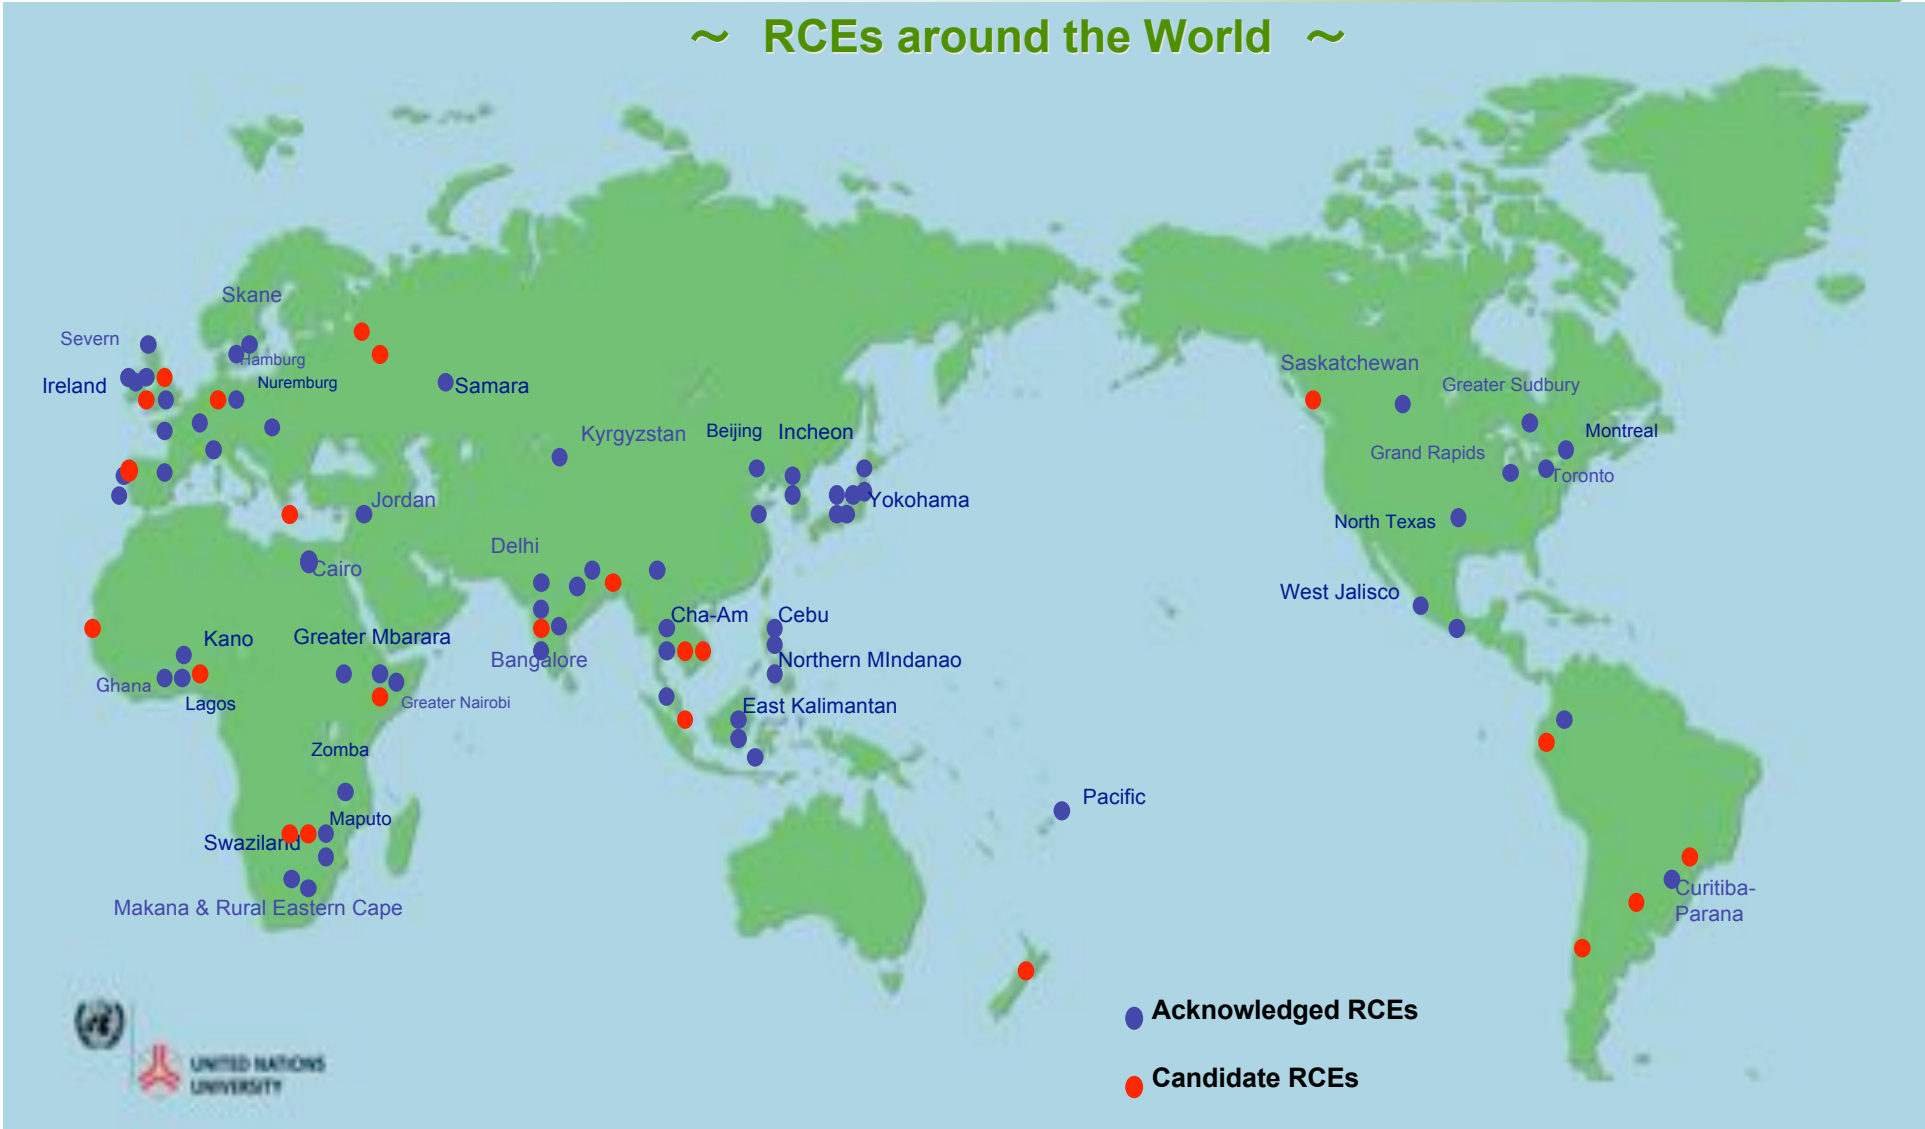 ～ RCEs around the World ～
Skane
Severn
Hamburg
Ireland
Nuremburg
Samara
Saskatchewan
Greater Sudbury
Kyrgyzstan
Beijing
Incheon
Montreal
Grand Rapids
Toronto
Jordan
Yokohama
North Texas
Delhi
Cairo
West Jalisco
Cha-Am
Cebu
Kano
Greater Mbarara
Bangalore
Northern MIndanao
Ghana
Lagos
Greater Nairobi
East Kalimantan
Zomba
Pacific
Maputo
Swaziland
Makana & Rural Eastern Cape
Curitiba-
Parana
Acknowledged RCEs
Candidate RCEs
UNITED NATIONS
UNIVERSITY